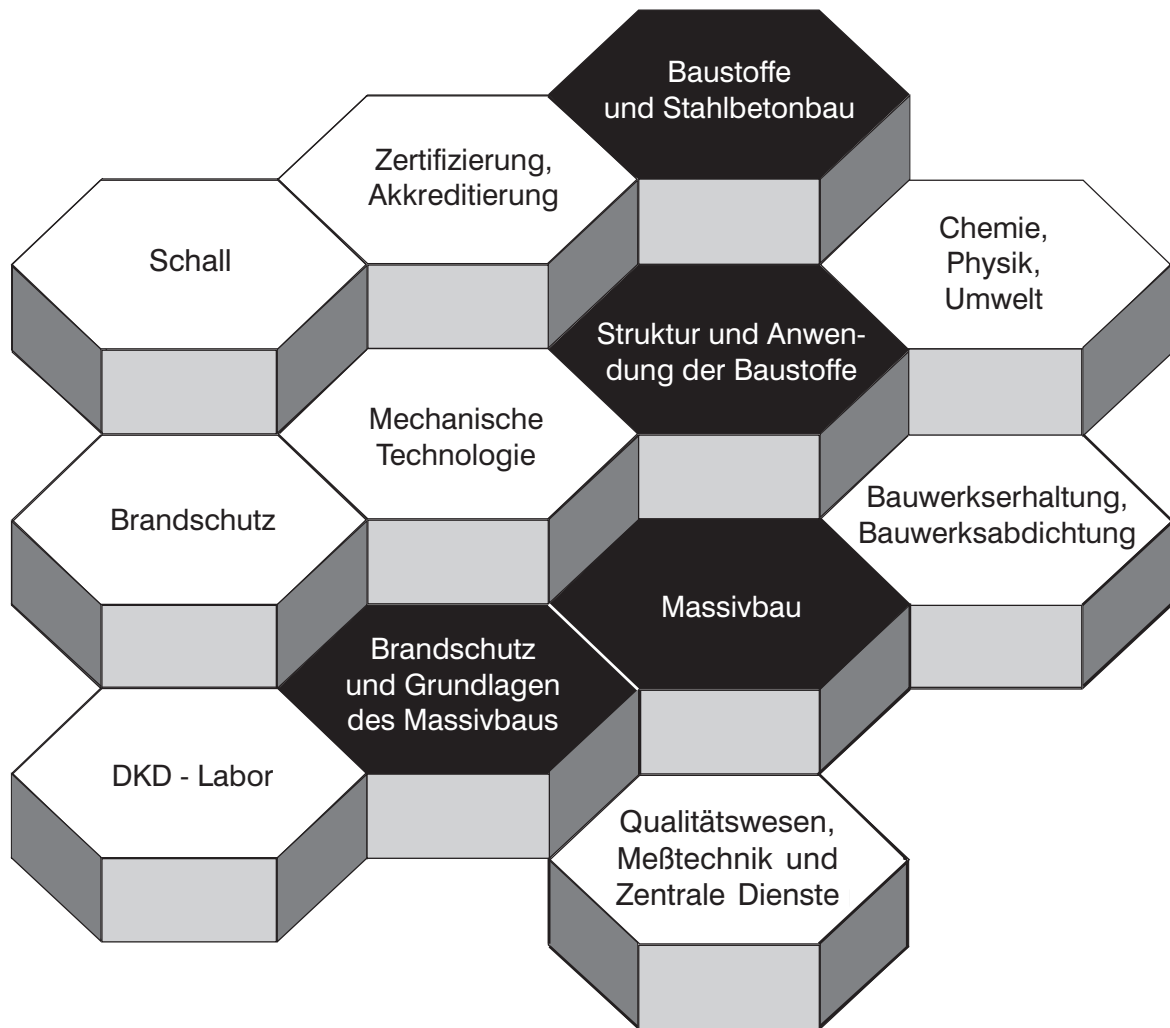 Baustoffe
und Stahlbetonbau
Zertifizierung,
Akkreditierung
Schall
Chemie,
Physik,
Umwelt
Struktur und Anwen-
dung der Baustoffe
Mechanische
Technologie
Brandschutz
Bauwerkserhaltung,
Bauwerksabdichtung
Massivbau
Brandschutz
und Grundlagen
des Massivbaus
DKD - Labor
Qualitätswesen,
Meßtechnik und
Zentrale Dienste